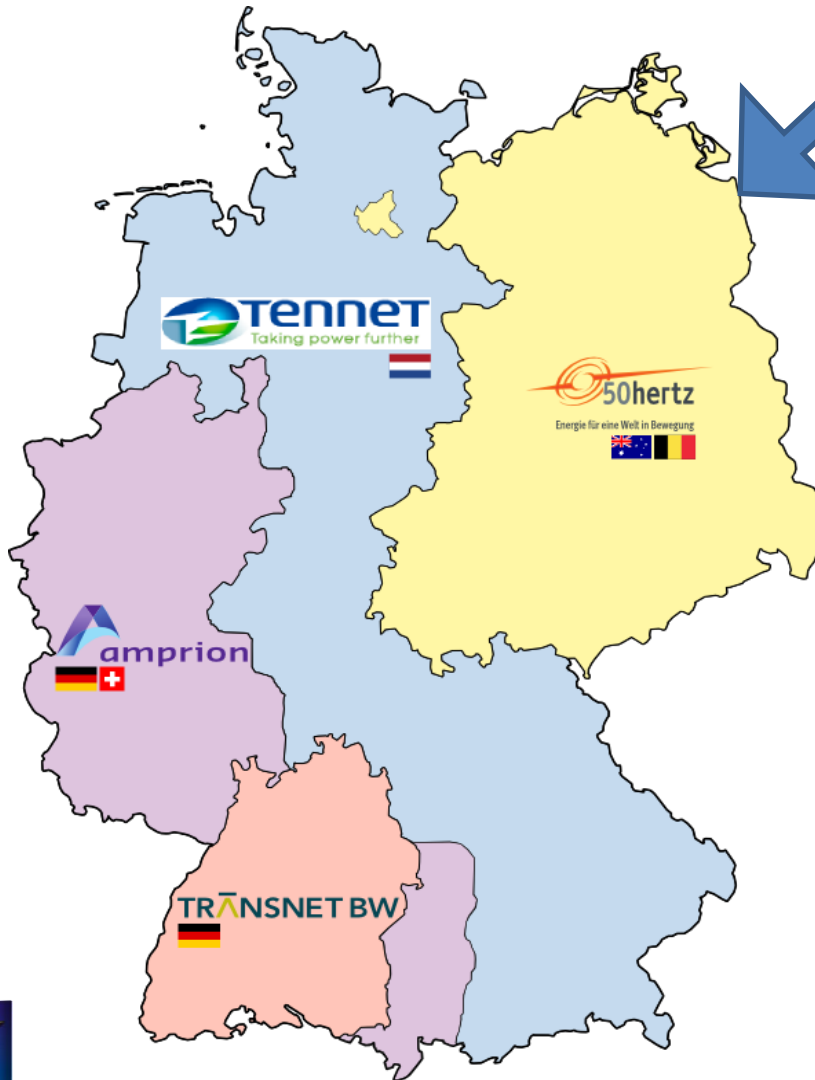 TENNET
Taking power further
50hertz
Energie für eine Welt in Bewegung
amprion
TRANSNET BW